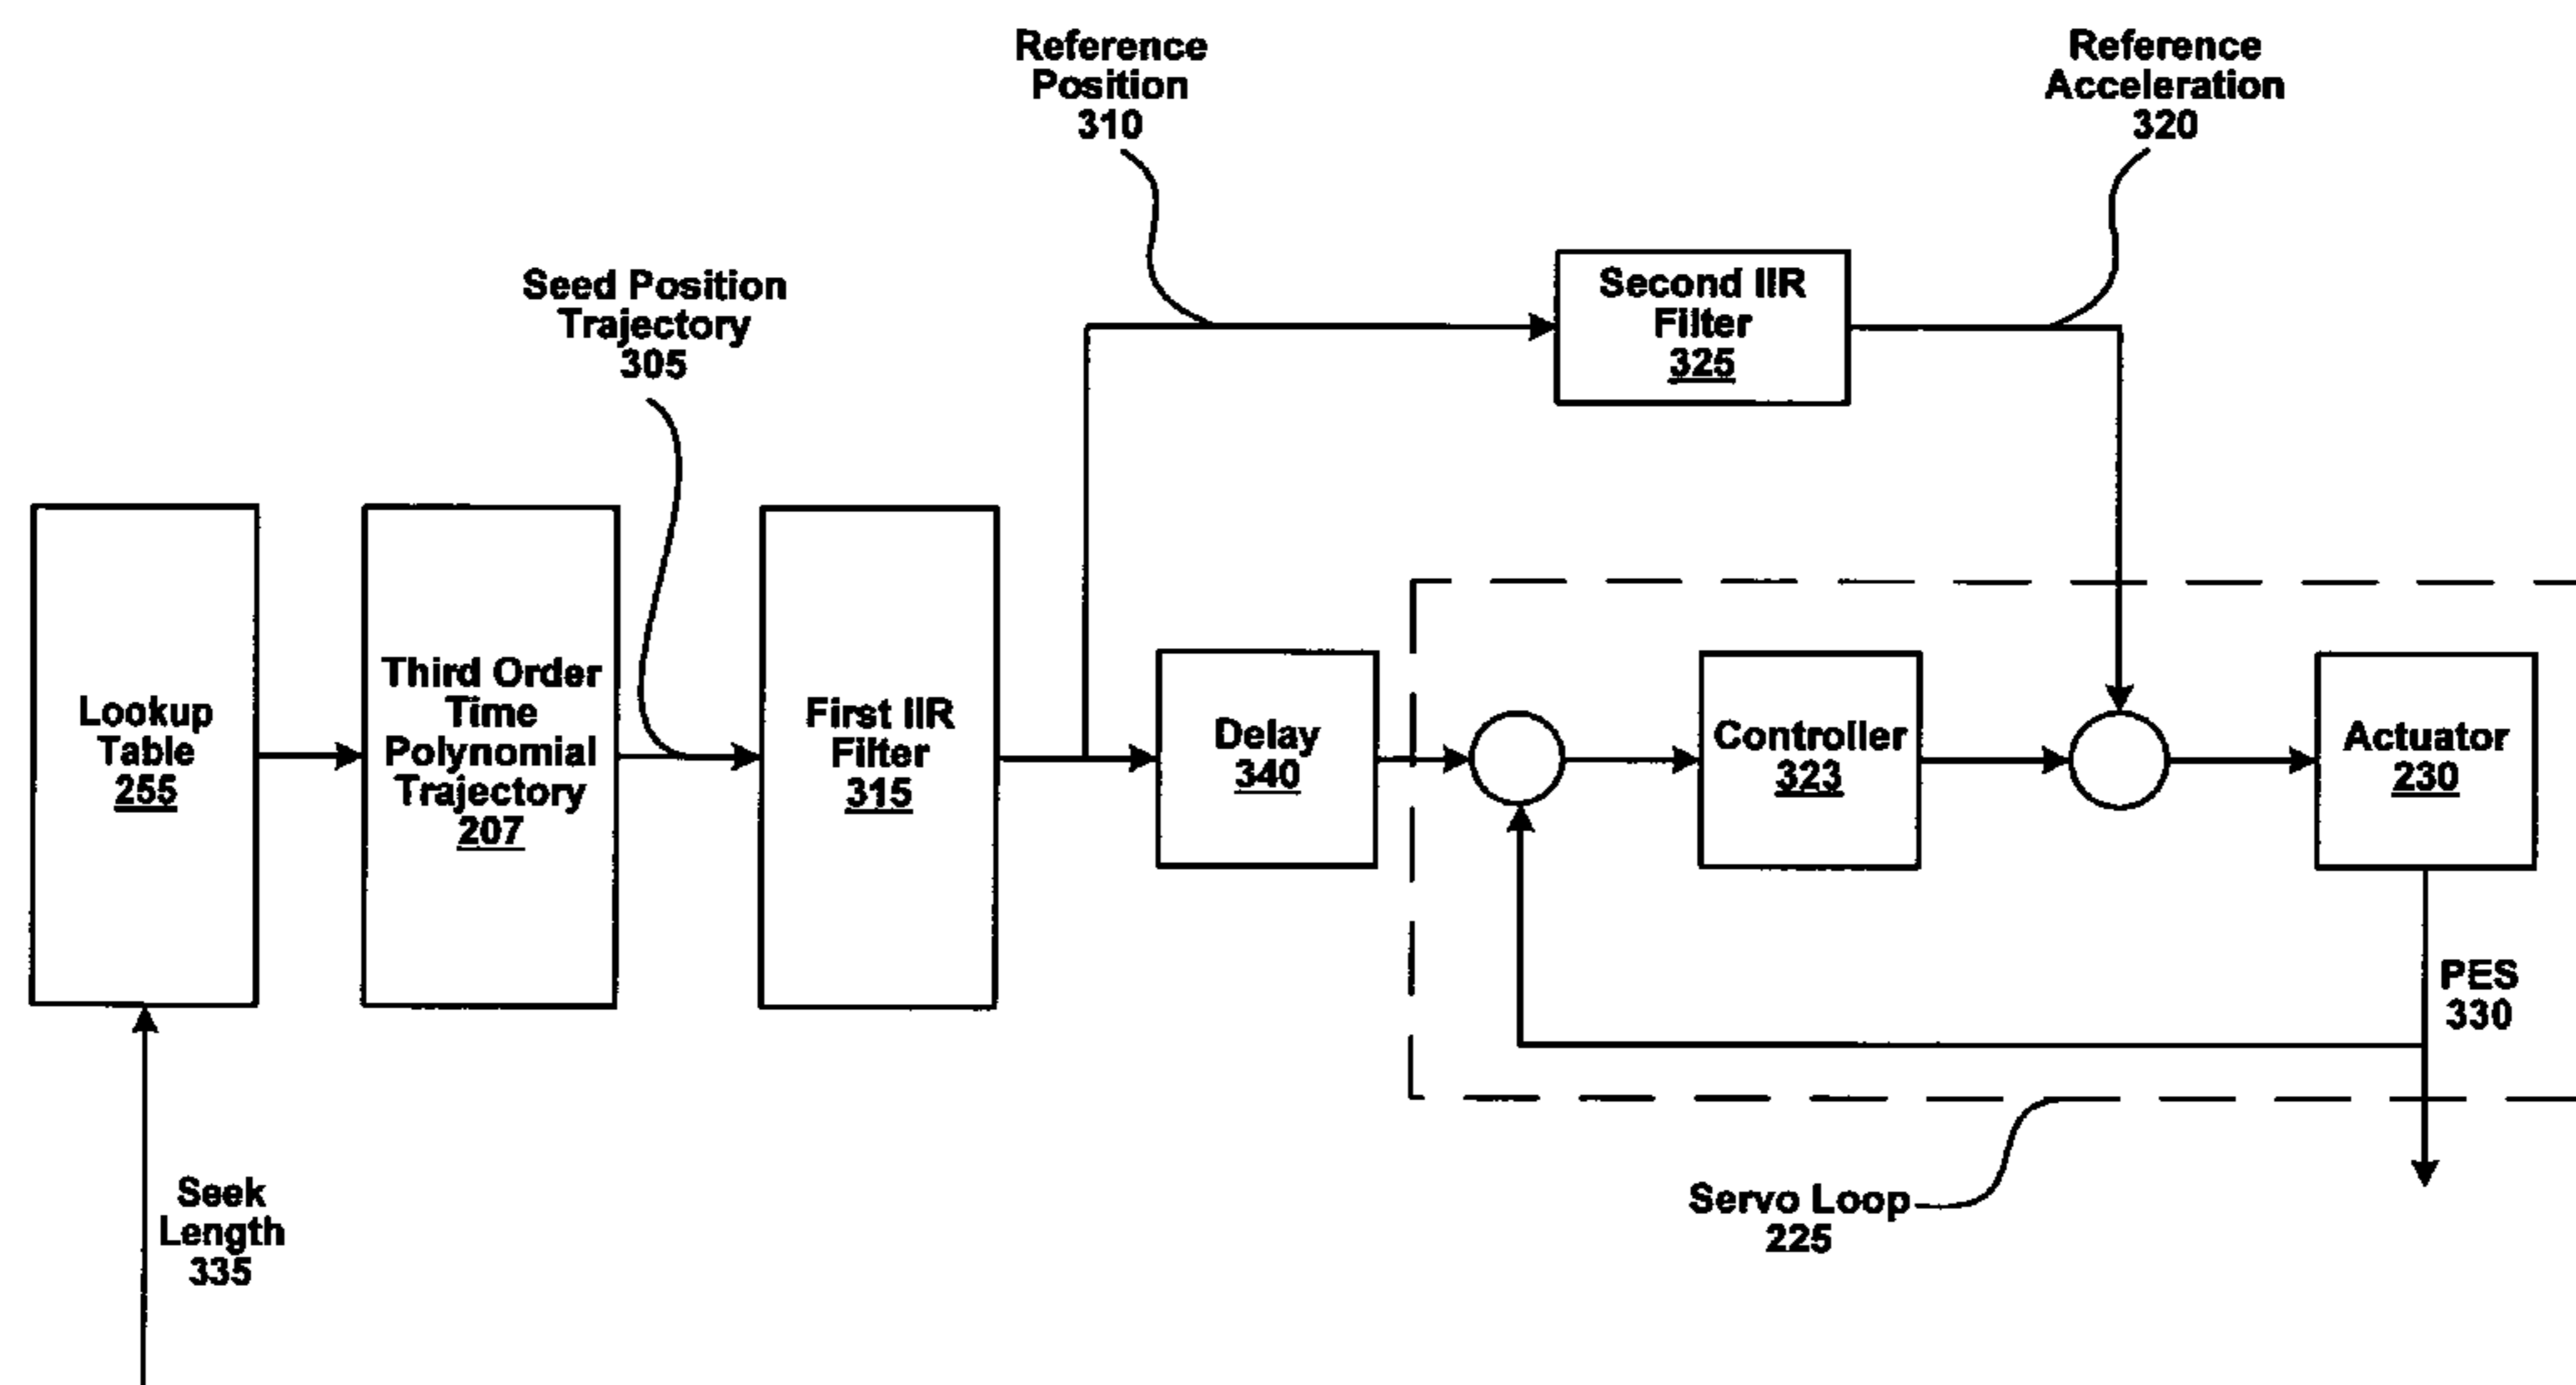 Reference
Position
310
Reference
Acceleration
320
Seed Position
Trajectory
305
Second IIR
Filter
325
Lookup
Table
255
Third Order
Time
Polynomial
Trajectory
207
First IIR
Filter
315
Delay
340
Controller
323
Actuator
230
PES
330
Seek
Length
335
Servo Loop
225